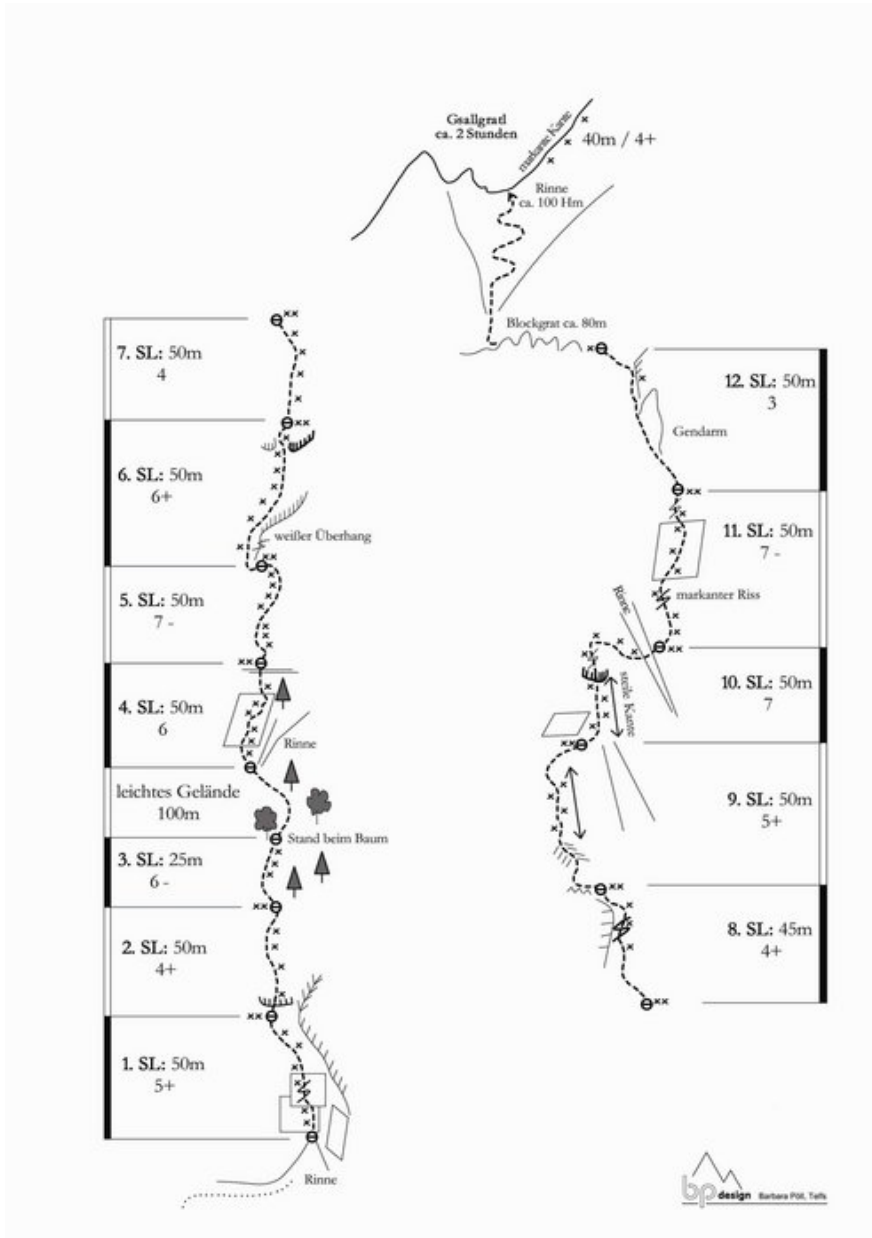 Gsallgratl
ca. 2 Stunden
markante Kante
40m / 4+
Rinne
ca. 100 Hm
Blockgrat ca. 80m
7. SL: 50m
4
6. SL: 50m
6+
weißer Überhang
5. SL: 50m
7 -
4. SL: 50m
6
Rinne
leichtes Gelände
100m
Stand beim Baum
3. SL: 25m
6 -
2. SL: 50m
4+
1. SL: 50m
5+
Rinne
12. SL: 50m
3
Gendarm
11. SL: 50m
7 -
markanter Riss
Rinne
10. SL: 50m
7
steile Kante
9. SL: 50m
5+
8. SL: 45m
4+
bp design Barbara Pöll, Telfs